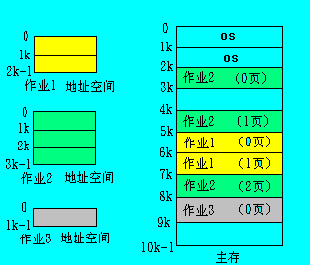 0
1k
2k-1
作业1 地址空间
0
1k
2k
3k-1
作业2 地址空间
0
1k-1
作业3 地址空间
0
os
1k
os
2k
作业2 (0页)
3k
4k
作业2 (1页)
5k
作业1 (0页)
6k
作业1 (1页)
7k
作业2 (2页)
8k
作业3 (0页)
9k
10k-1
主存